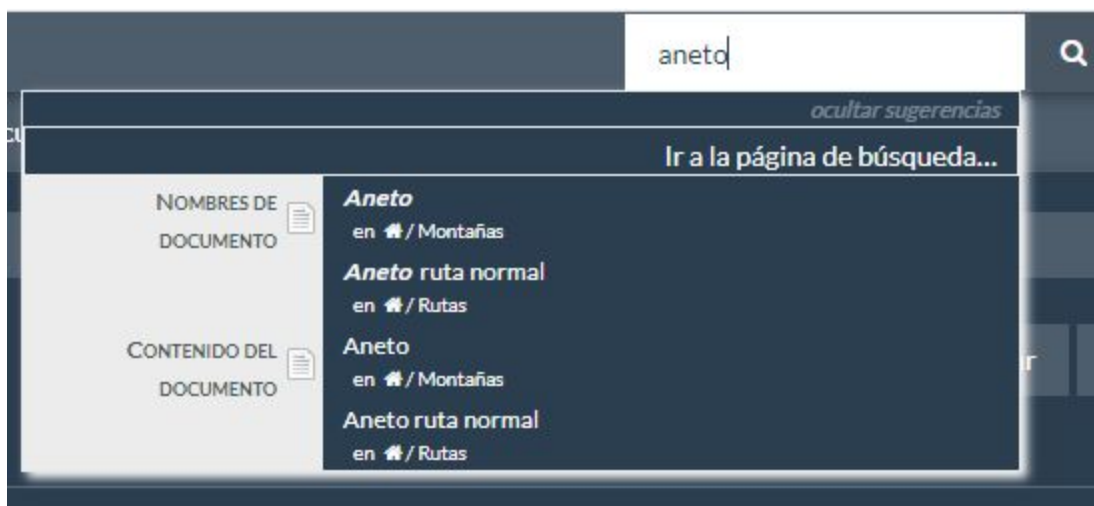 aneto
ocultar sugerencias
Ir a la página de búsqueda...
NOMBRES DE
DOCUMENTO
Aneto
en / Montañas
Aneto ruta normal
en / Rutas
CONTENIDO DEL
DOCUMENTO
Aneto
en / Montañas
Aneto ruta normal
en / Rutas